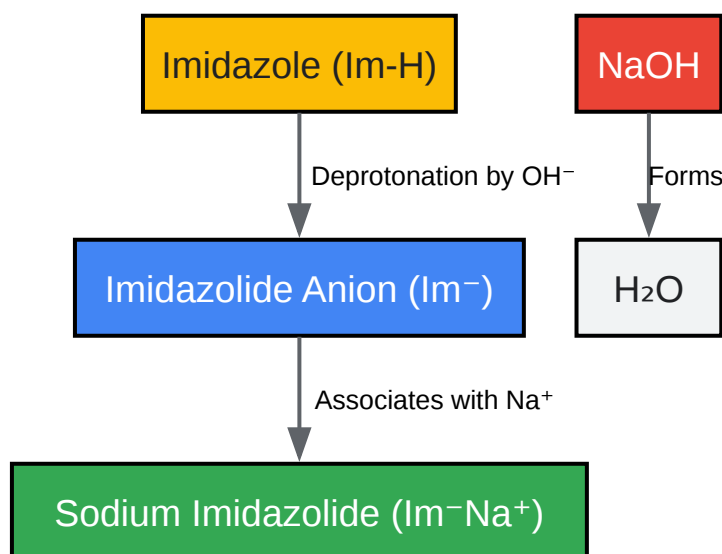 Imidazole (Im-H)
NaOH
Deprotonation by OH⁻
Forms
Imidazolide Anion (Im⁻)
H₂O
Associates with Na⁺
Sodium Imidazolide (Im⁻Na⁺)